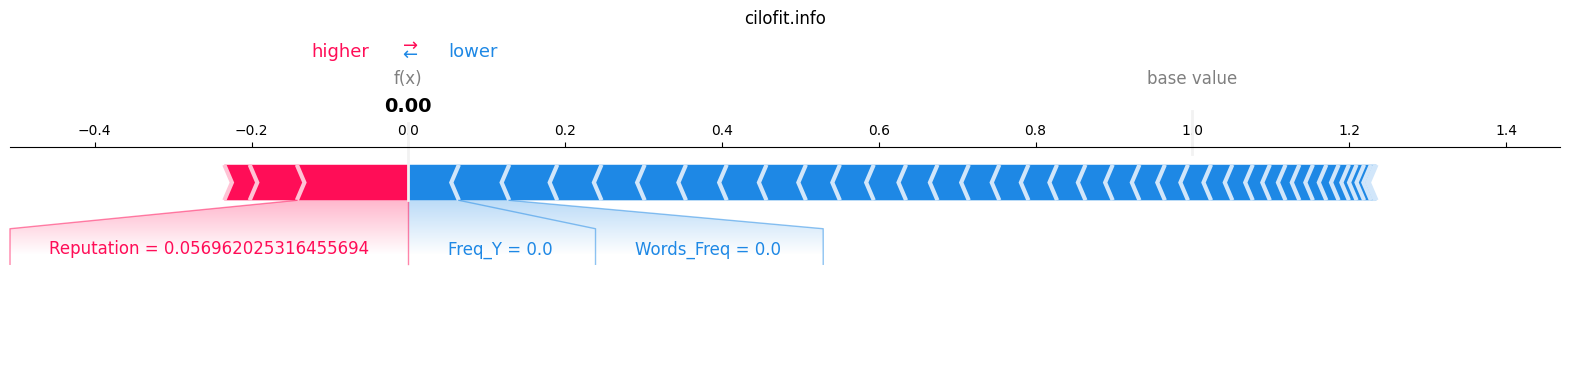 cilofit.info
higher ⇄ lower
f(x) base value
0.00
−0.4 −0.2 0 0 0.2 0.4 0.6 0.8 1 0 1.2 1.4
Reputation = 0.056962025316455694 Freq_Y = 0.0 Words_Freq = 0.0